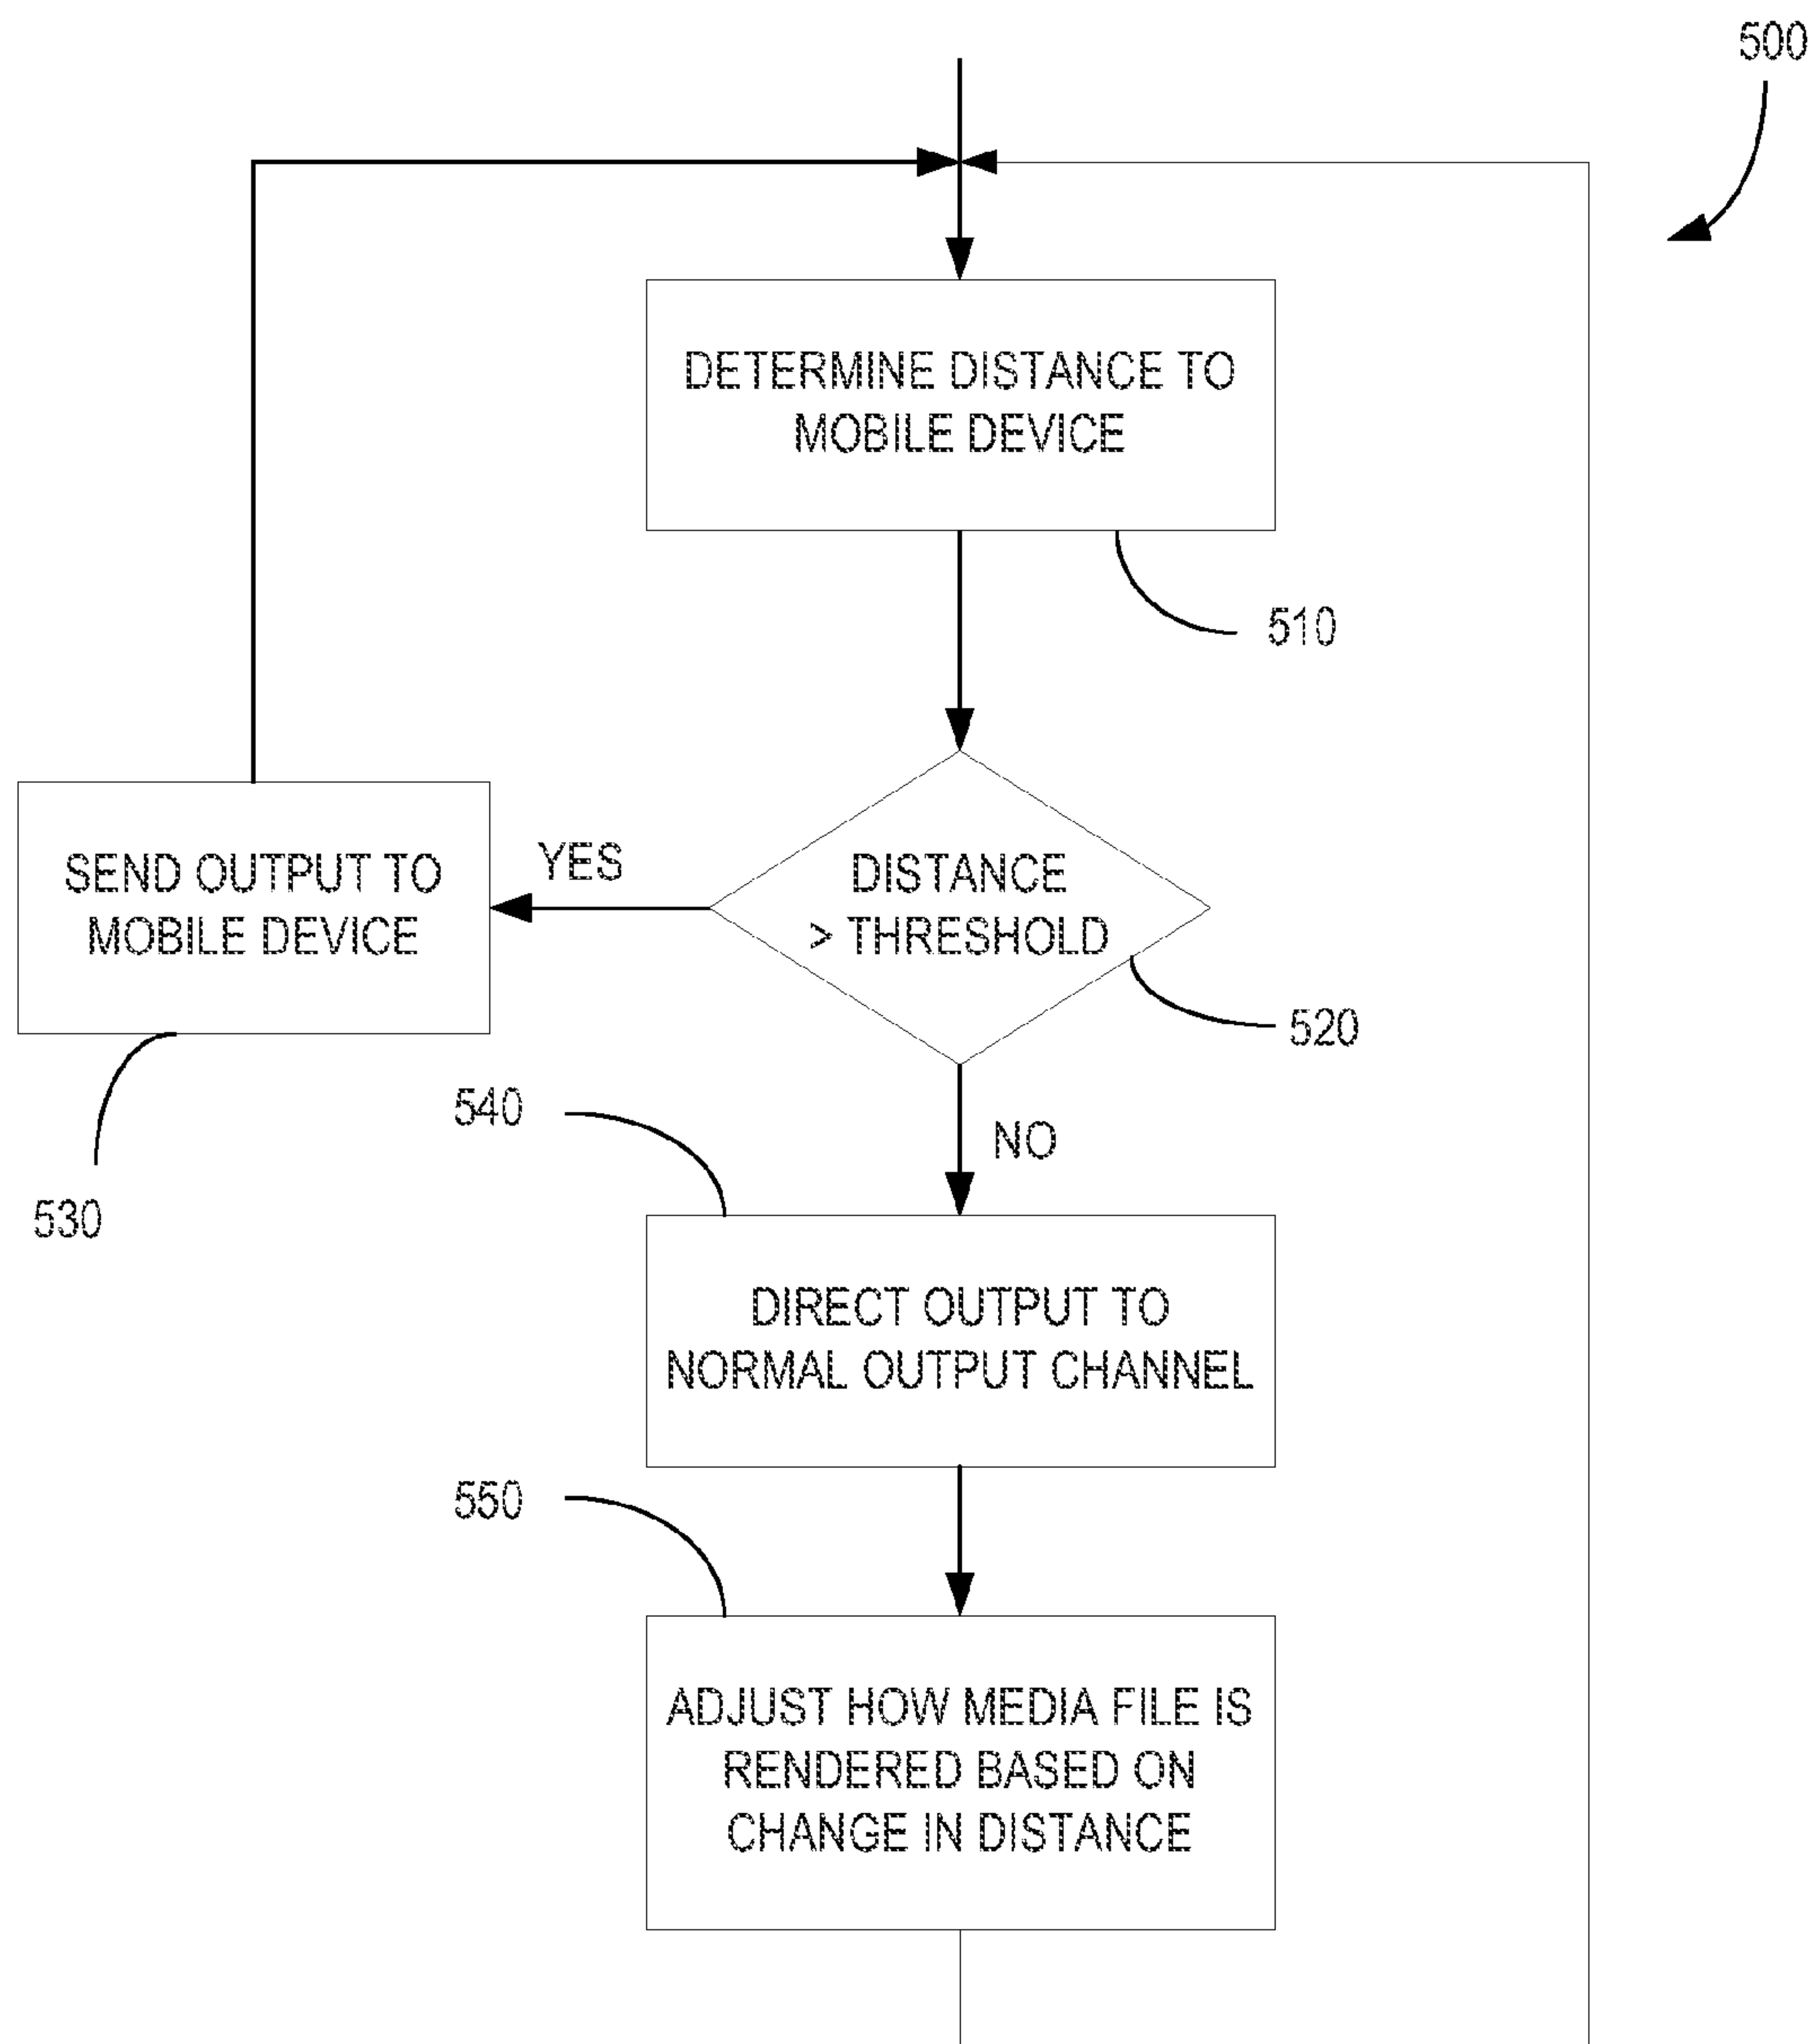 500
DETERMINE DISTANCE TO
MOBILE DEVICE
510
SEND OUTPUT TO
MOBILE DEVICE
530
YES
DISTANCE
> THRESHOLD
520
NO
540
DIRECT OUTPUT TO
NORMAL OUTPUT CHANNEL
550
ADJUST HOW MEDIA FILE IS
RENDERED BASED ON
CHANGE IN DISTANCE